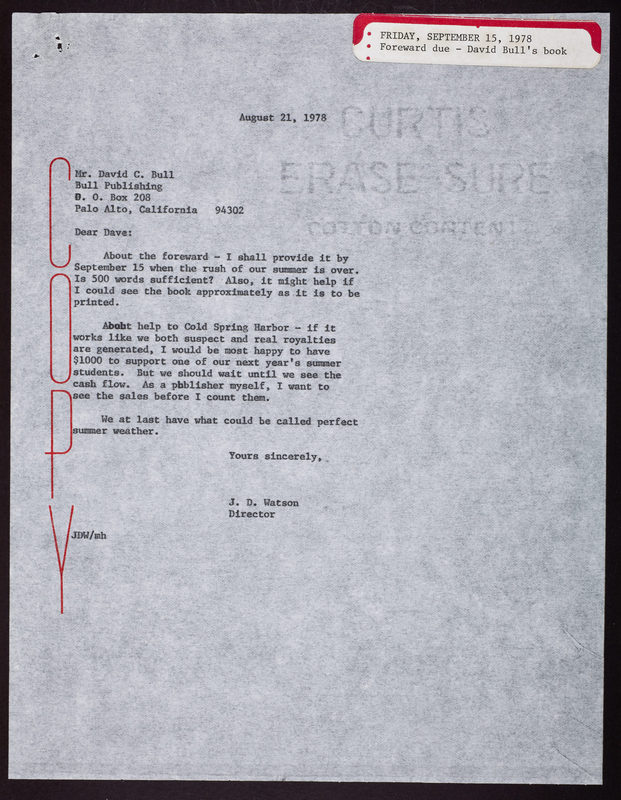 FRIDAY, SEPTEMBER 15, 1978
Foreward due - David Bull's book
August 21, 1978
CURTIS
ERASE-SURE
COTTON CONTEN
COPY
Mr. David C. Bull
Bull Publishing
P. O. Box 208
Palo Alto, California 94302
Dear Dave:
About the foreward - I shall provide it by
September 15 when the rush of our summer is over.
Is 500 words sufficient? Also, it might help if
I could see the book approximately as it is to be
printed.
About help to Cold Spring Harbor - if it
works like we both suspect and real royalties
are generated, I would be most happy to have
$1000 to support one of our next year's summer
students. But we should wait until we see the
cash flow. As a pbblisher myself, I want to
see the sales before I count them.
We at last have what could be called perfect
summer weather.
Yours sincerely,
J. D. Watson
Director
JDW/mh